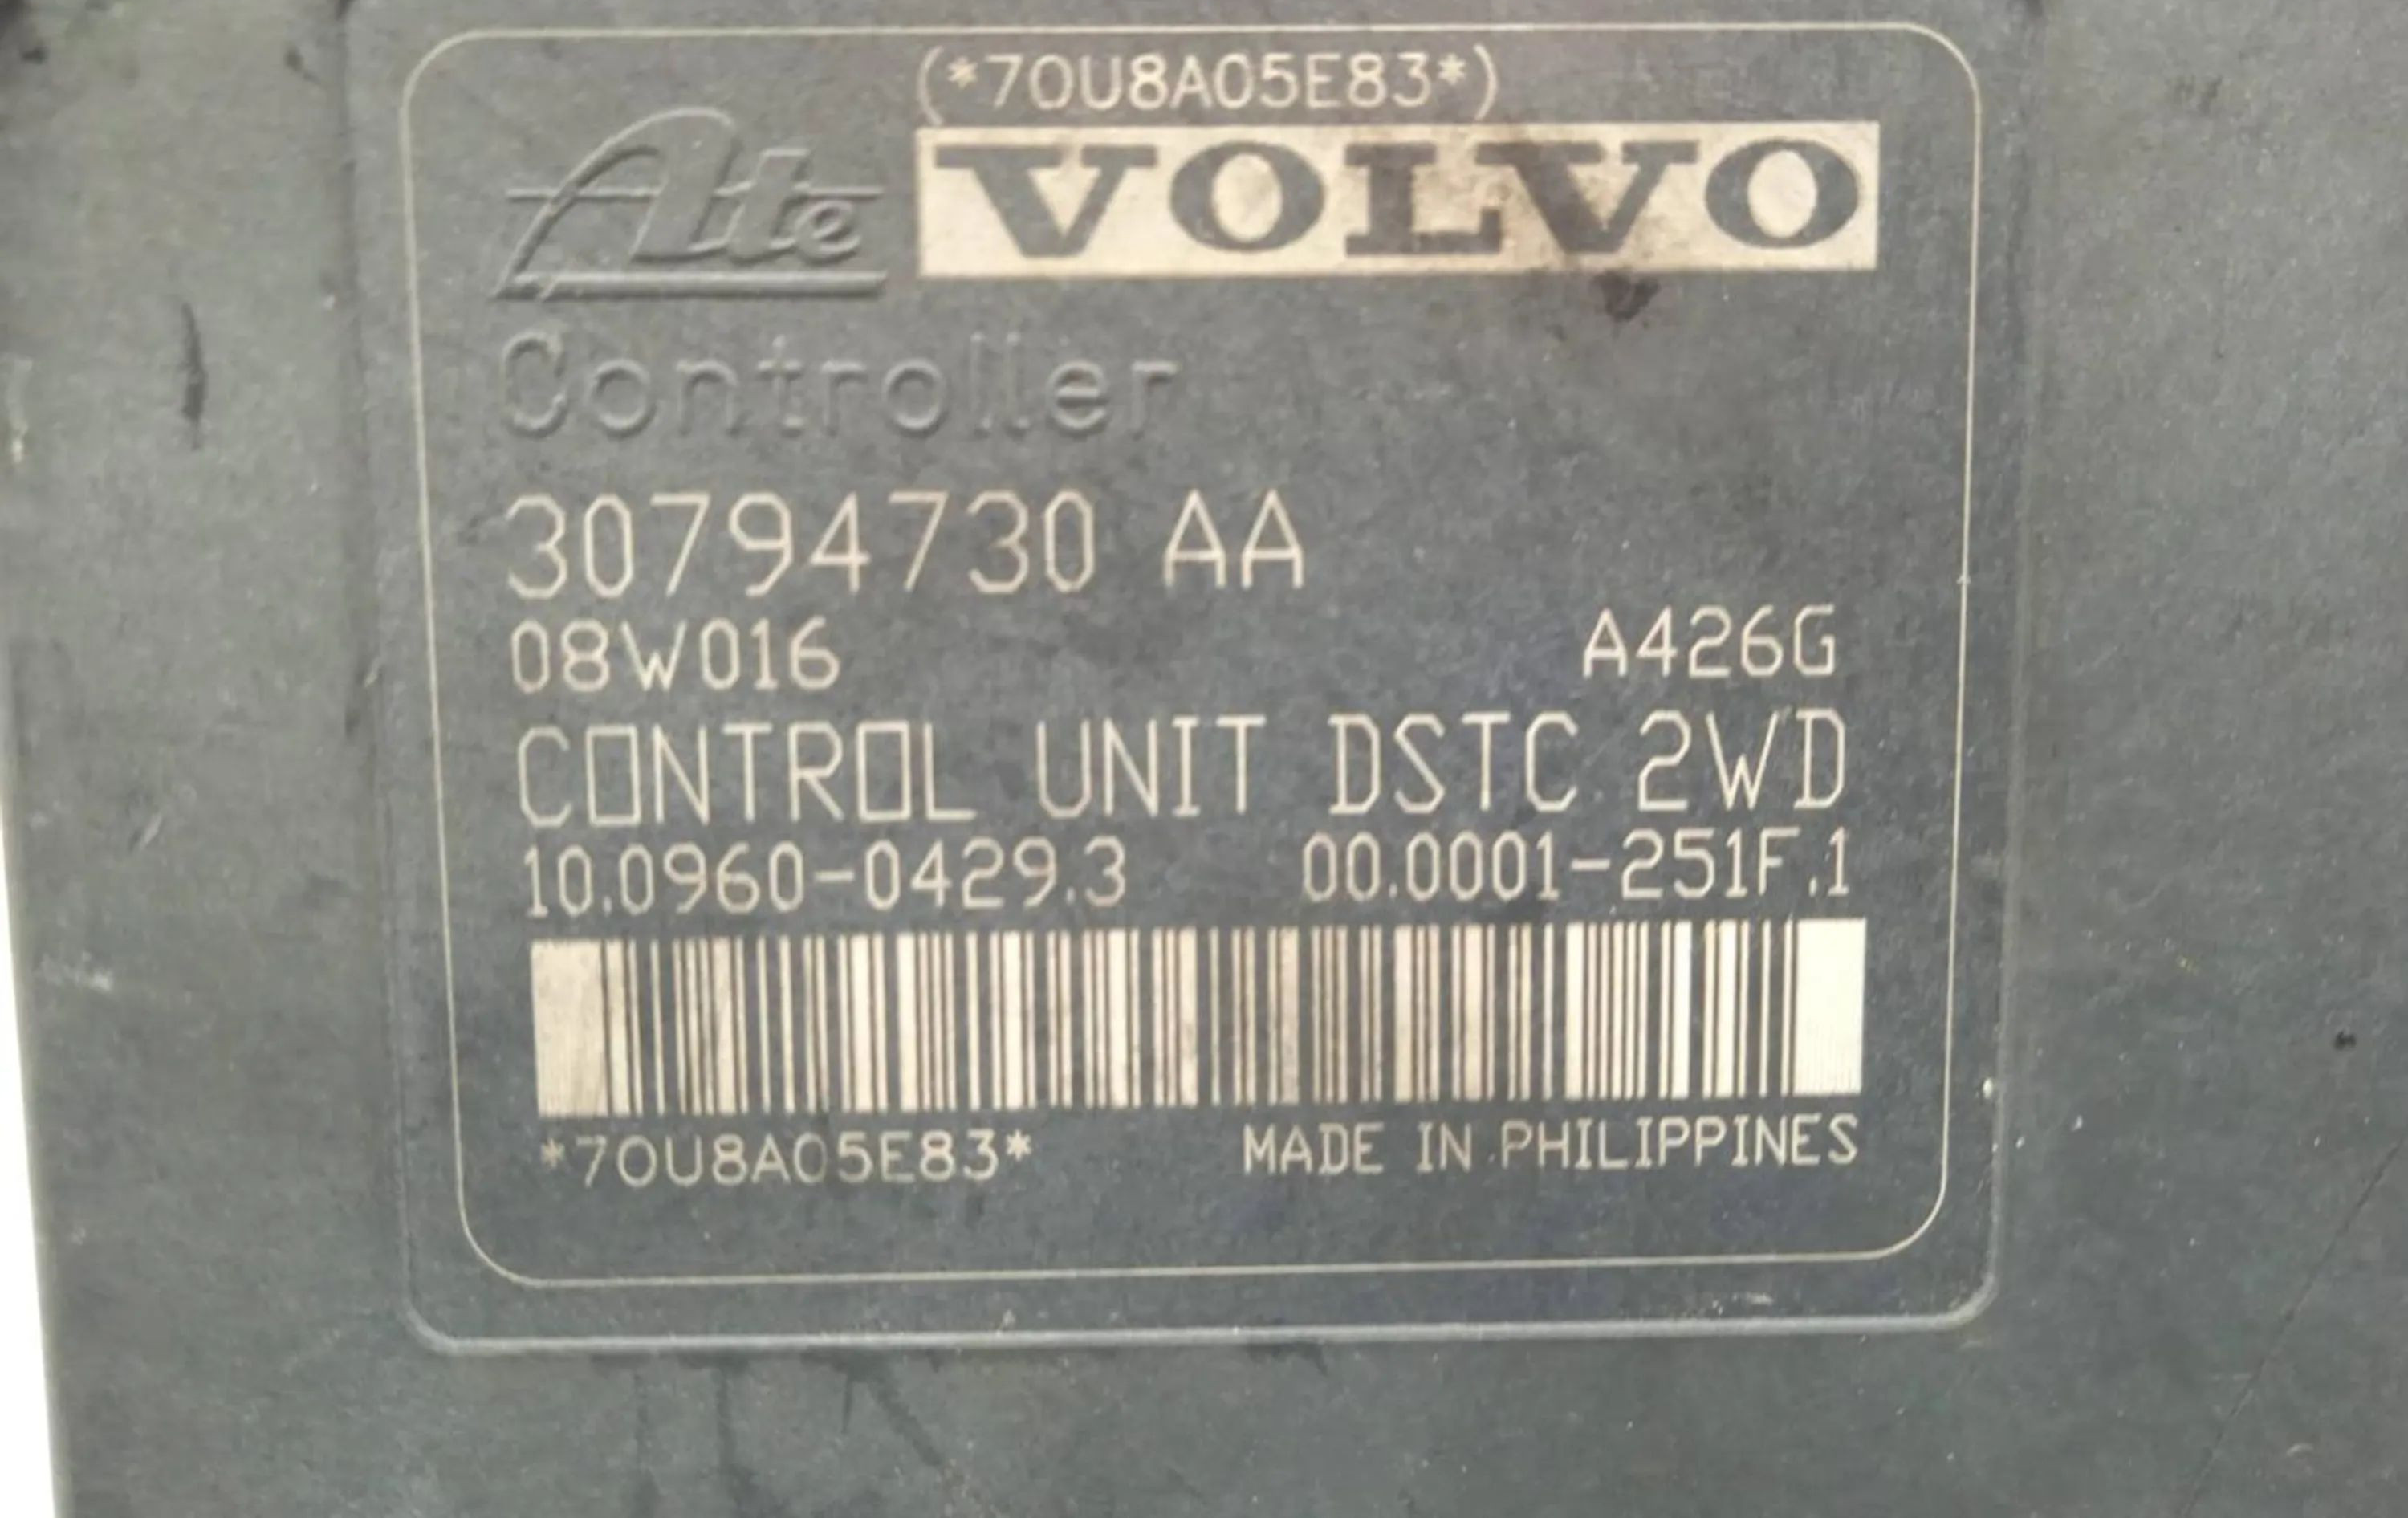 (*70U8A05E83*)
Ate VOLVO
Controller
30794730 AA
08W016 A426G
CONTROL UNIT DSTC 2WD
10.0960-0429.3 00.0001-251F.1
*70U8A05E83* MADE IN PHILIPPINES